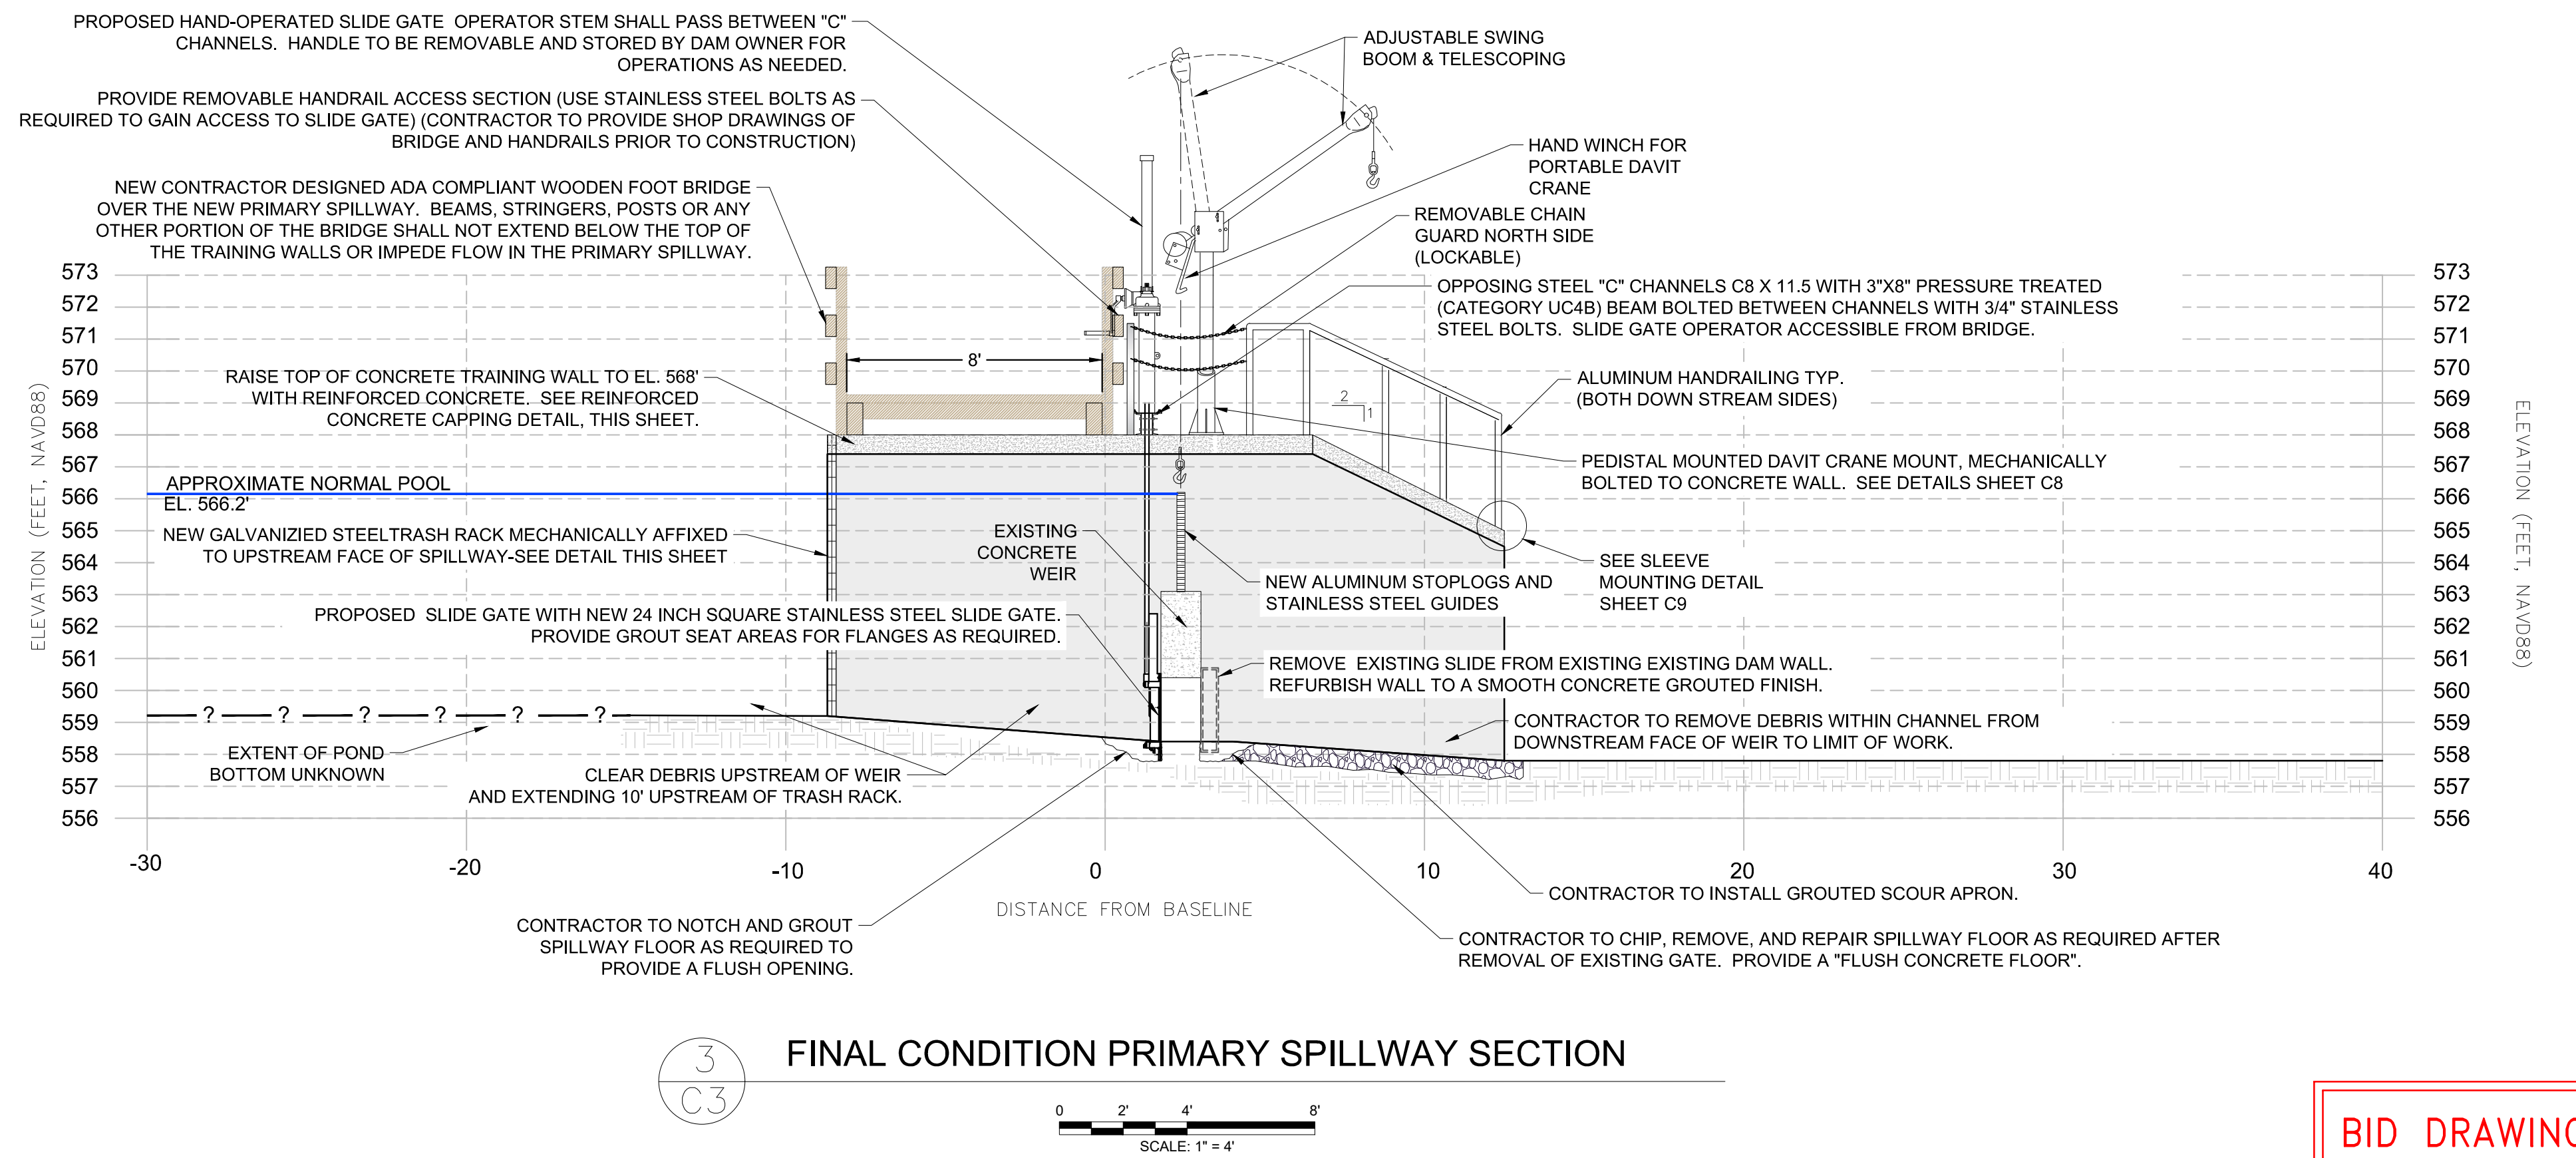 PROPOSED HAND-OPERATED SLIDE GATE  OPERATOR STEM SHALL PASS BETWEEN "C"
CHANNELS.  HANDLE TO BE REMOVABLE AND STORED BY DAM OWNER FOR
OPERATIONS AS NEEDED.
PROVIDE REMOVABLE HANDRAIL ACCESS SECTION (USE STAINLESS STEEL BOLTS AS
REQUIRED TO GAIN ACCESS TO SLIDE GATE) (CONTRACTOR TO PROVIDE SHOP DRAWINGS OF
BRIDGE AND HANDRAILS PRIOR TO CONSTRUCTION)
NEW CONTRACTOR DESIGNED ADA COMPLIANT WOODEN FOOT BRIDGE
OVER THE NEW PRIMARY SPILLWAY.  BEAMS, STRINGERS, POSTS OR ANY
OTHER PORTION OF THE BRIDGE SHALL NOT EXTEND BELOW THE TOP OF
THE TRAINING WALLS OR IMPEDE FLOW IN THE PRIMARY SPILLWAY.
ADJUSTABLE SWING
BOOM & TELESCOPING
HAND WINCH FOR
PORTABLE DAVIT
CRANE
REMOVABLE CHAIN
GUARD NORTH SIDE
(LOCKABLE)
OPPOSING STEEL "C" CHANNELS C8 X 11.5 WITH 3"X8" PRESSURE TREATED
(CATEGORY UC4B) BEAM BOLTED BETWEEN CHANNELS WITH 3/4" STAINLESS
STEEL BOLTS.  SLIDE GATE OPERATOR ACCESSIBLE FROM BRIDGE.
8'
2
1
RAISE TOP OF CONCRETE TRAINING WALL TO EL. 568'
WITH REINFORCED CONCRETE.  SEE REINFORCED
CONCRETE CAPPING DETAIL, THIS SHEET.
ALUMINUM HANDRAILING TYP.
(BOTH DOWN STREAM SIDES)
PEDISTAL MOUNTED DAVIT CRANE MOUNT, MECHANICALLY
BOLTED TO CONCRETE WALL.  SEE DETAILS SHEET C8
APPROXIMATE NORMAL POOL
EL. 566.2'
NEW GALVANIZIED STEELTRASH RACK MECHANICALLY AFFIXED
TO UPSTREAM FACE OF SPILLWAY-SEE DETAIL THIS SHEET
EXISTING
CONCRETE
WEIR
NEW ALUMINUM STOPLOGS AND
STAINLESS STEEL GUIDES
SEE SLEEVE
MOUNTING DETAIL
SHEET C9
PROPOSED  SLIDE GATE WITH NEW 24 INCH SQUARE STAINLESS STEEL SLIDE GATE.
PROVIDE GROUT SEAT AREAS FOR FLANGES AS REQUIRED.
REMOVE  EXISTING SLIDE FROM EXISTING EXISTING DAM WALL.
REFURBISH WALL TO A SMOOTH CONCRETE GROUTED FINISH.
? ? ? ? ? ?
EXTENT OF POND
BOTTOM UNKNOWN
CLEAR DEBRIS UPSTREAM OF WEIR
AND EXTENDING 10' UPSTREAM OF TRASH RACK.
CONTRACTOR TO REMOVE DEBRIS WITHIN CHANNEL FROM
DOWNSTREAM FACE OF WEIR TO LIMIT OF WORK.
ELEVATION (FEET, NAVD88)
573
572
571
570
569
568
567
566
565
564
563
562
561
560
559
558
557
556
573
572
571
570
569
568
567
566
565
564
563
562
561
560
559
558
557
556
ELEVATION (FEET, NAVD88)
-30 -20 -10 0 10 20 30 40
DISTANCE FROM BASELINE
CONTRACTOR TO INSTALL GROUTED SCOUR APRON.
CONTRACTOR TO NOTCH AND GROUT
SPILLWAY FLOOR AS REQUIRED TO
PROVIDE A FLUSH OPENING.
CONTRACTOR TO CHIP, REMOVE, AND REPAIR SPILLWAY FLOOR AS REQUIRED AFTER
REMOVAL OF EXISTING GATE.  PROVIDE A "FLUSH CONCRETE FLOOR".
3
C3
FINAL CONDITION PRIMARY SPILLWAY SECTION
0 2' 4' 8'
SCALE: 1" = 4'
BID DRAWING